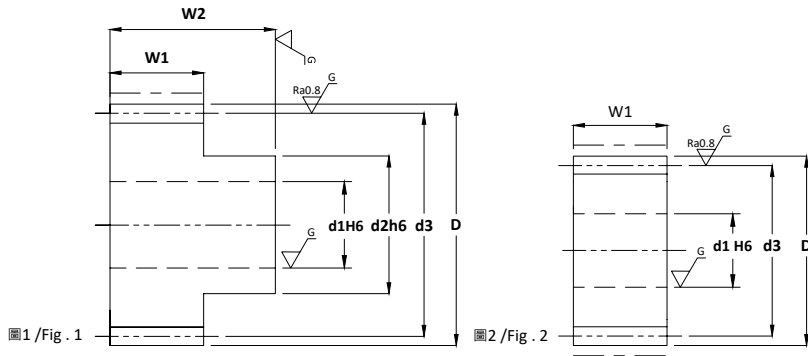 W2
W1
G
Ra0.8
G
G
d1H6
d2h6
d3
D
圖1 /Fig . 1
W1
Ra0.8
G
G
d1 H6
d3
D
圖2 /Fig . 2